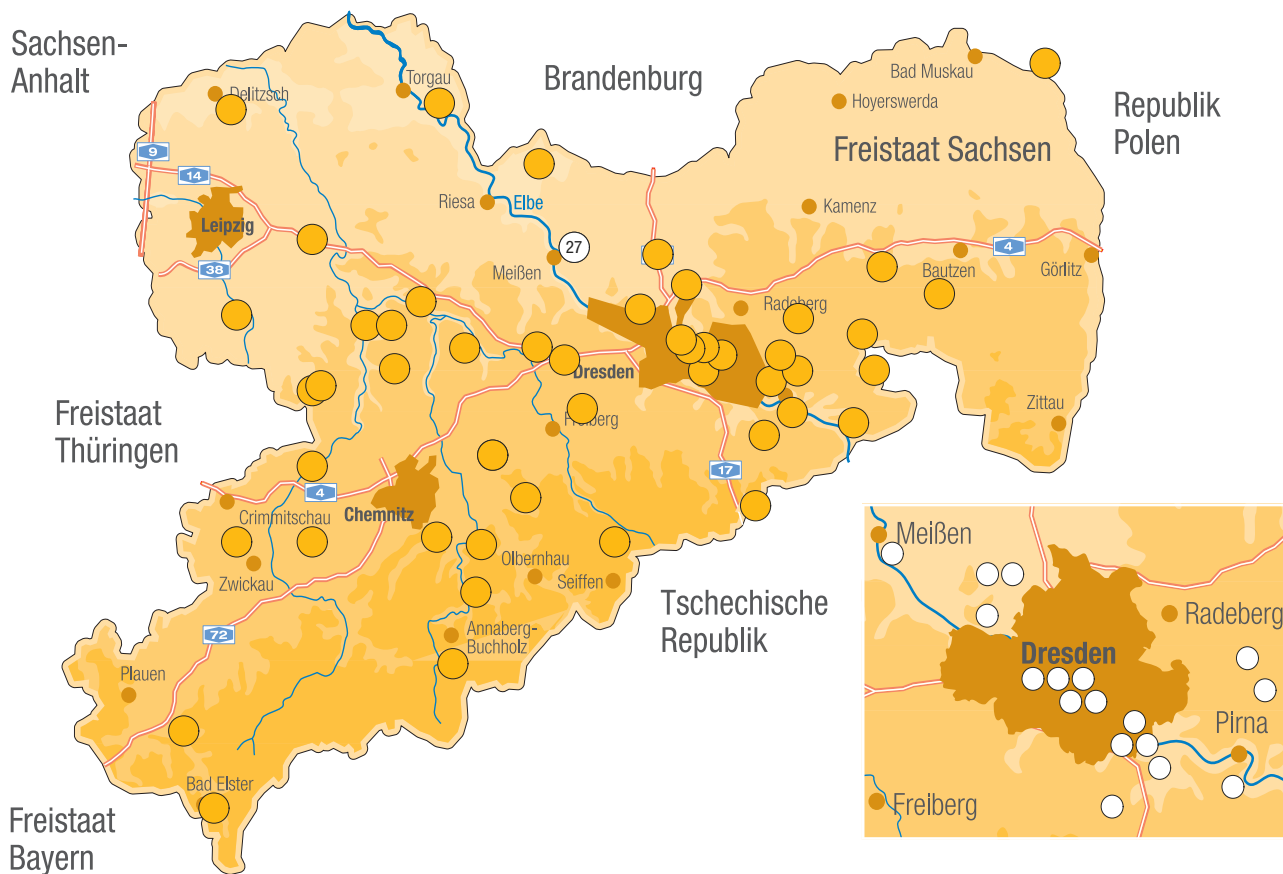 Sachsen-
Anhalt
Brandenburg
Republik
Polen
Freistaat Sachsen
Delitzsch
Torgau
Bad Muskau
Hoyerswerda
9
14
Leipzig
38
Riesa
Elbe
Kamenz
27
Meißen
4
Bautzen
Görlitz
Radeberg
Dresden
Freistaat
Thüringen
Freiberg
Zittau
17
4
Crimmitschau
Chemnitz
Zwickau
Olbernhau
Seiffen
Tschechische
Republik
72
Annaberg-
Buchholz
Plauen
Bad Elster
Freistaat
Bayern
Meißen
Radeberg
Dresden
Pirna
Freiberg